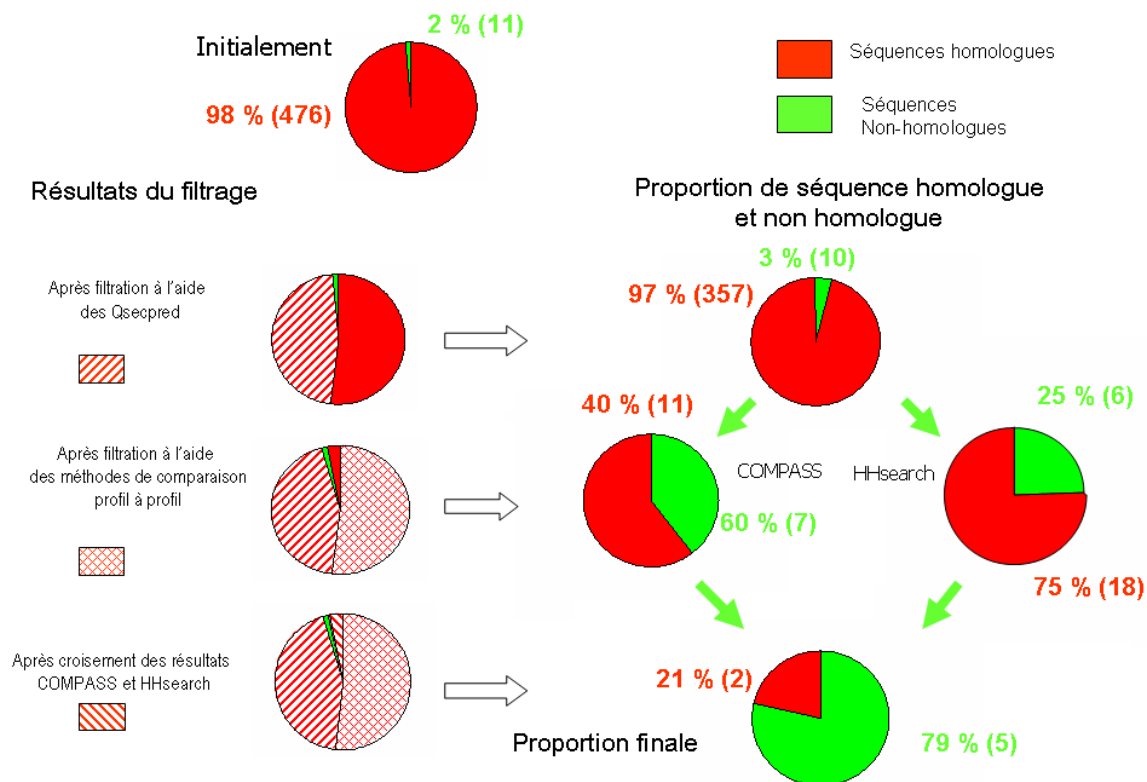 Initialement
2 % (11)
98 % (476)
Séquences homologues
Séquences
Non-homologues
Résultats du filtrage
Proportion de séquence homologue
et non homologue
Après filtration à l'aide
des Qsecpred
3 % (10)
97 % (357)
Après filtration à l'aide
des méthodes de comparaison
profil à profil
40 % (11)
COMPASS
60 % (7)
HHsearch
25 % (6)
75 % (18)
Après croisement des résultats
COMPASS et HHsearch
21 % (2)
79 % (5)
Proportion finale